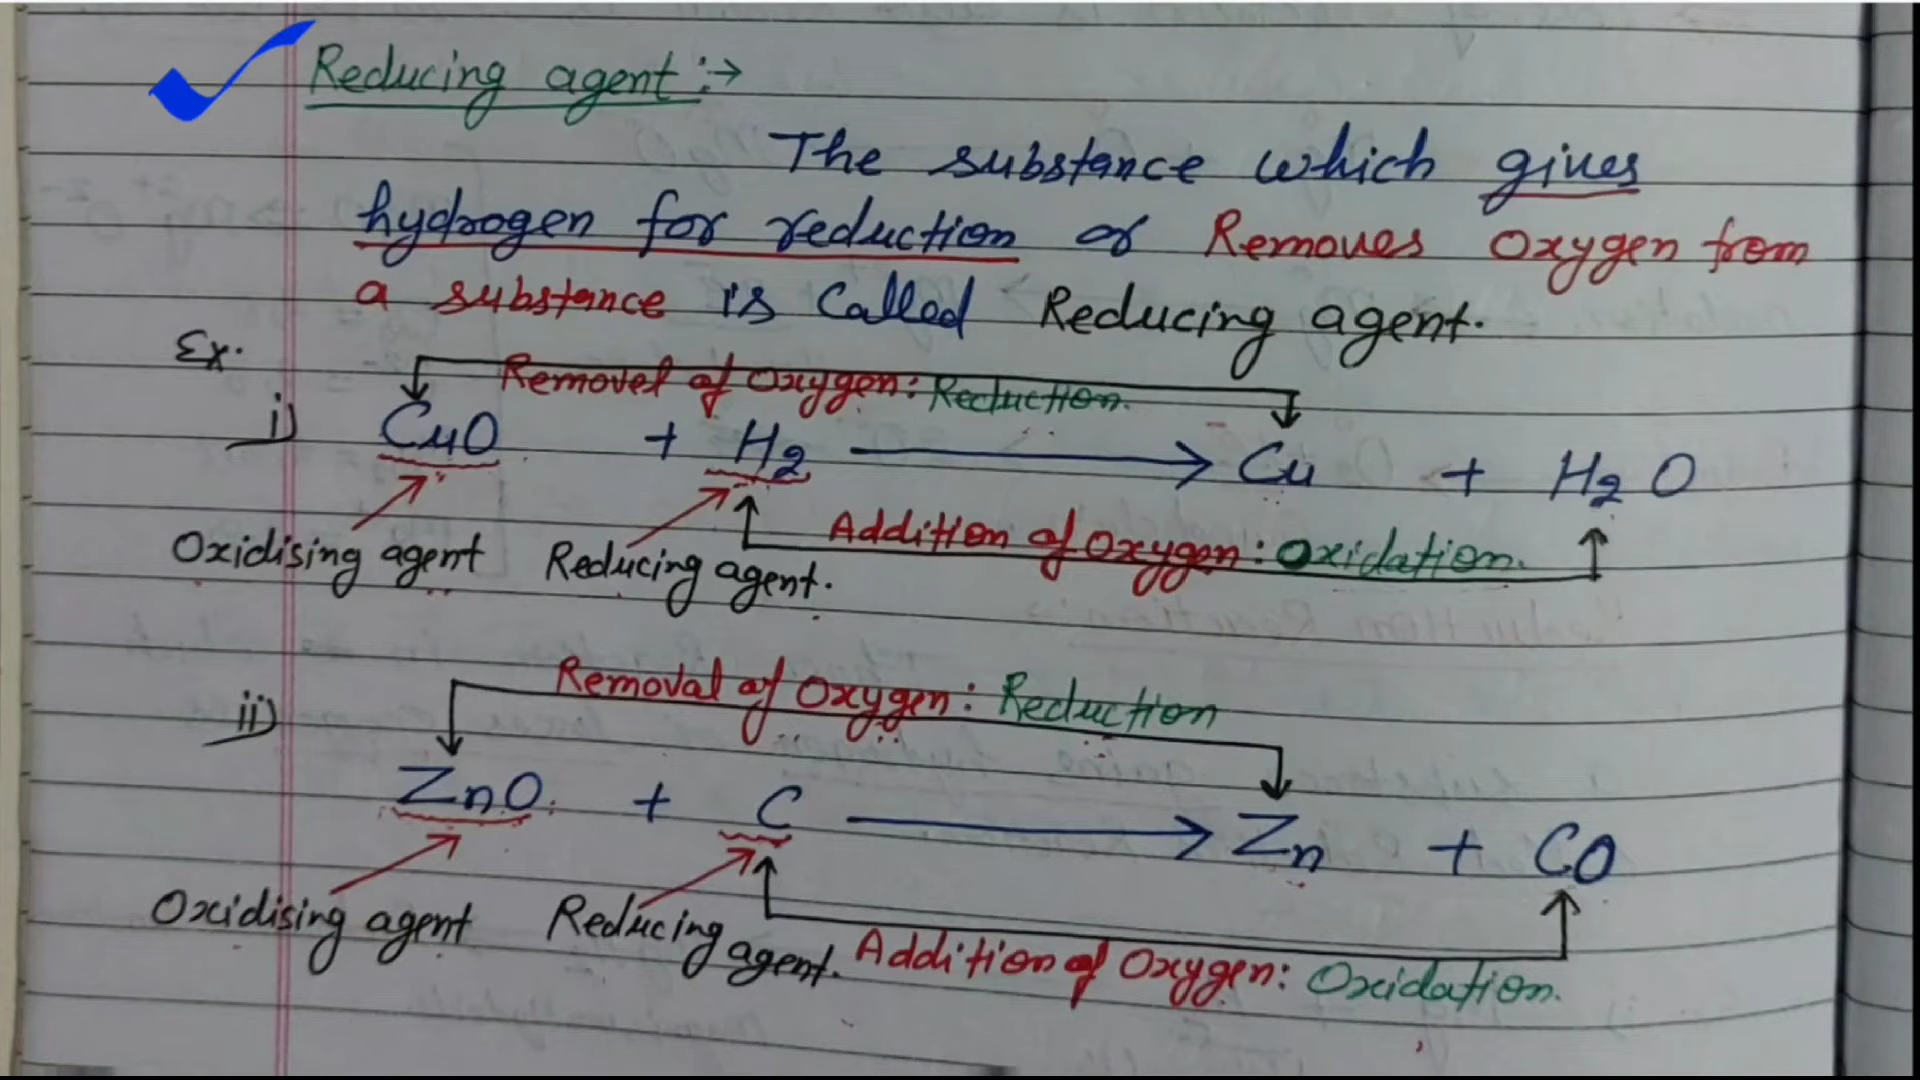 Reducing agent :→
The substance which gives
hydrogen for reduction or Removes Oxygen from
a substance is Called Reducing agent.
Ex.
Removel of Oxygen: Reduction.
i) CuO + H2 → Cu + H2O
Addition of Oxygen: Oxidation.
Oxidising agent Reducing agent.
Removal of Oxygen: Reduction
ii)
ZnO + C → Zn + CO
Oxidising agent Reducing agent. Addition of Oxygen: Oxidation.